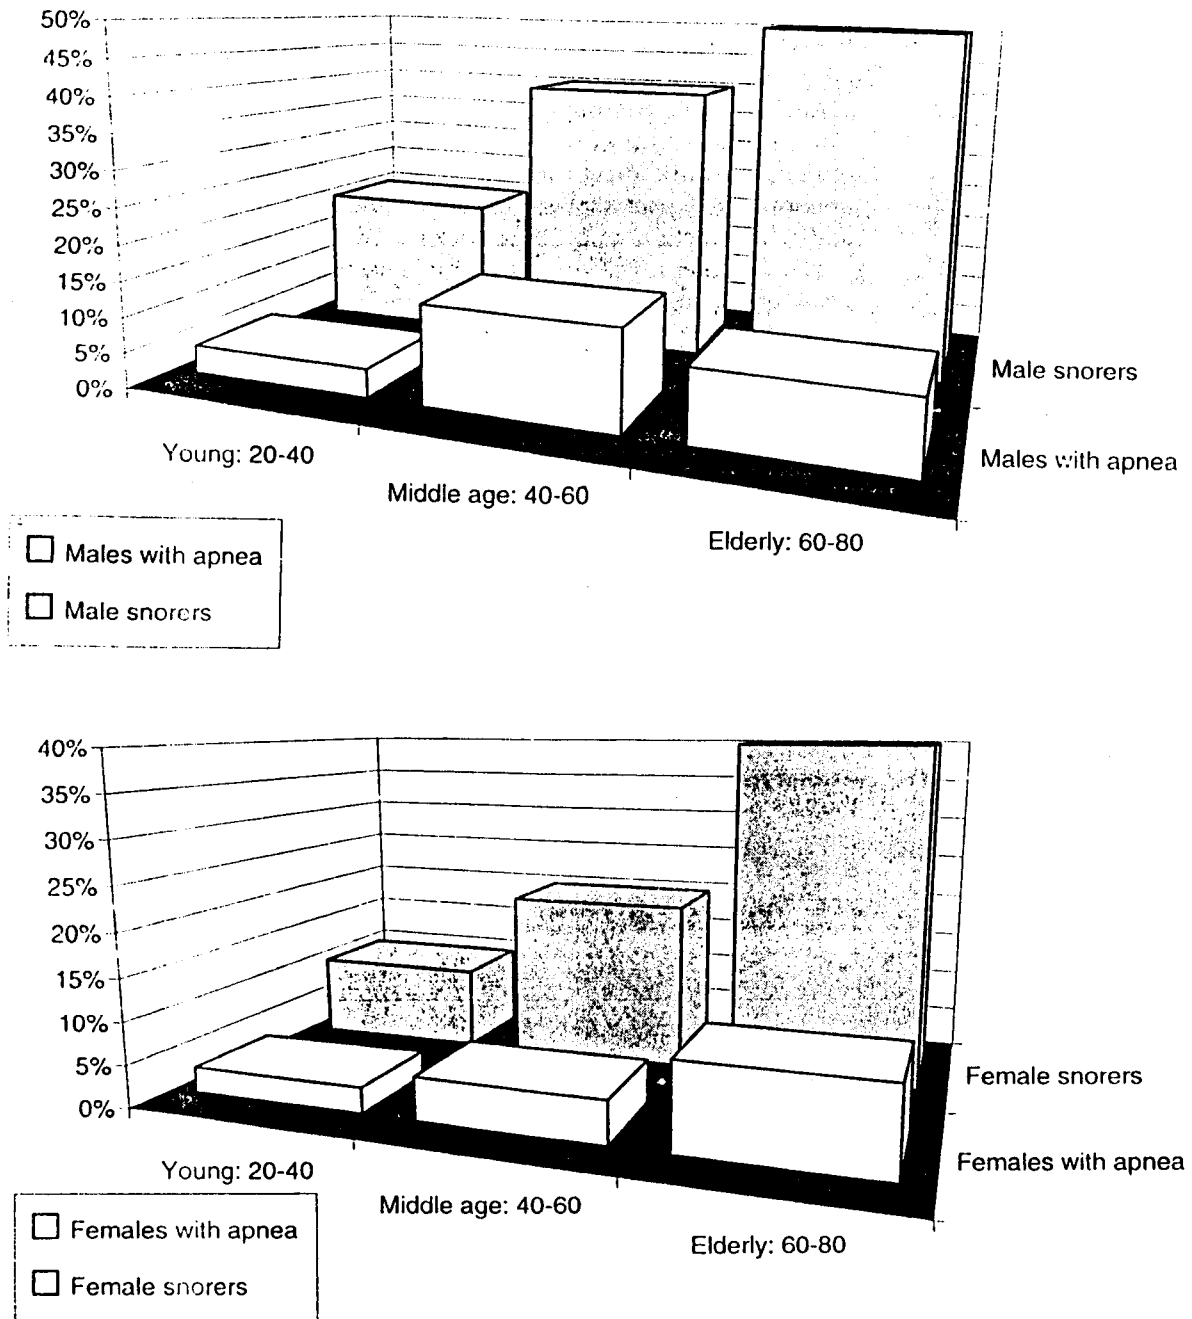 50%
45%
40%
35%
30%
25%
20%
15%
10%
5%
0%
Young: 20-40
Middle age: 40-60
Elderly: 60-80
Male snorers
Males with apnea
Males with apnea
Male snorers
40%
35%
30%
25%
20%
15%
10%
5%
0%
Young: 20-40
Middle age: 40-60
Elderly: 60-80
Female snorers
Females with apnea
Females with apnea
Female snorers